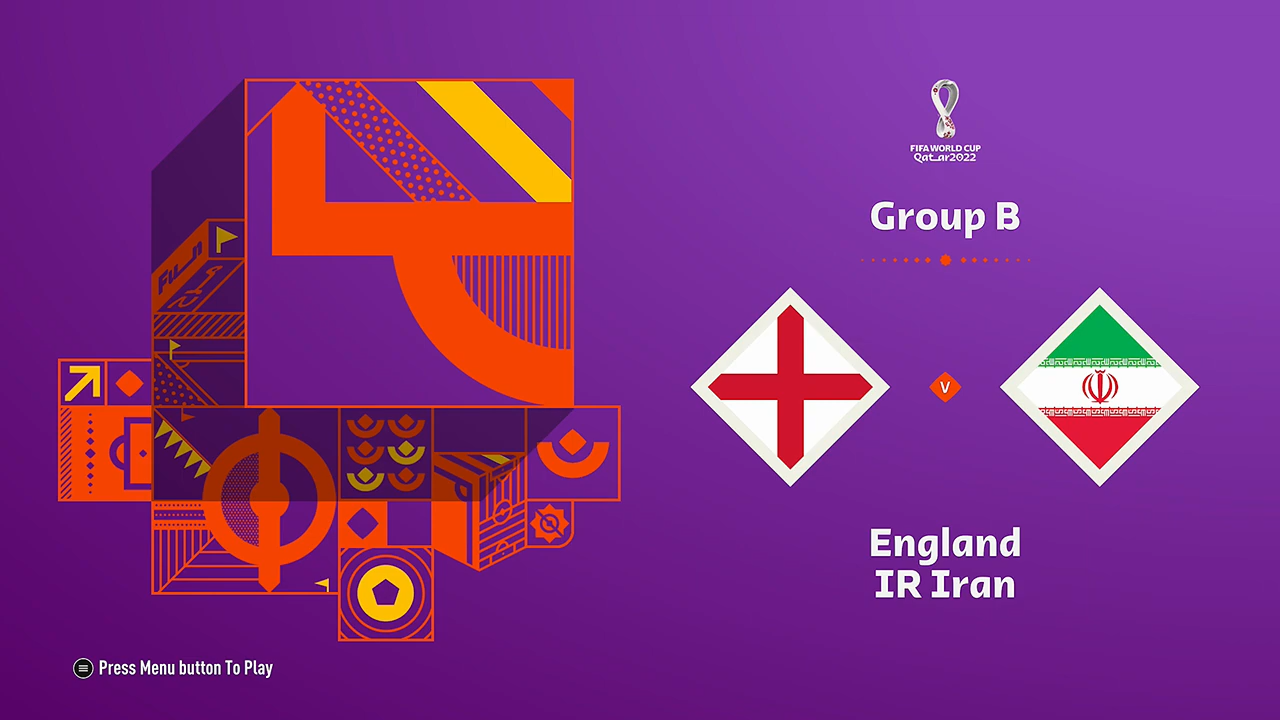 FIFA WORLD CUP
Qatar2022
Group B
V
England
IR Iran
Press Menu button To Play